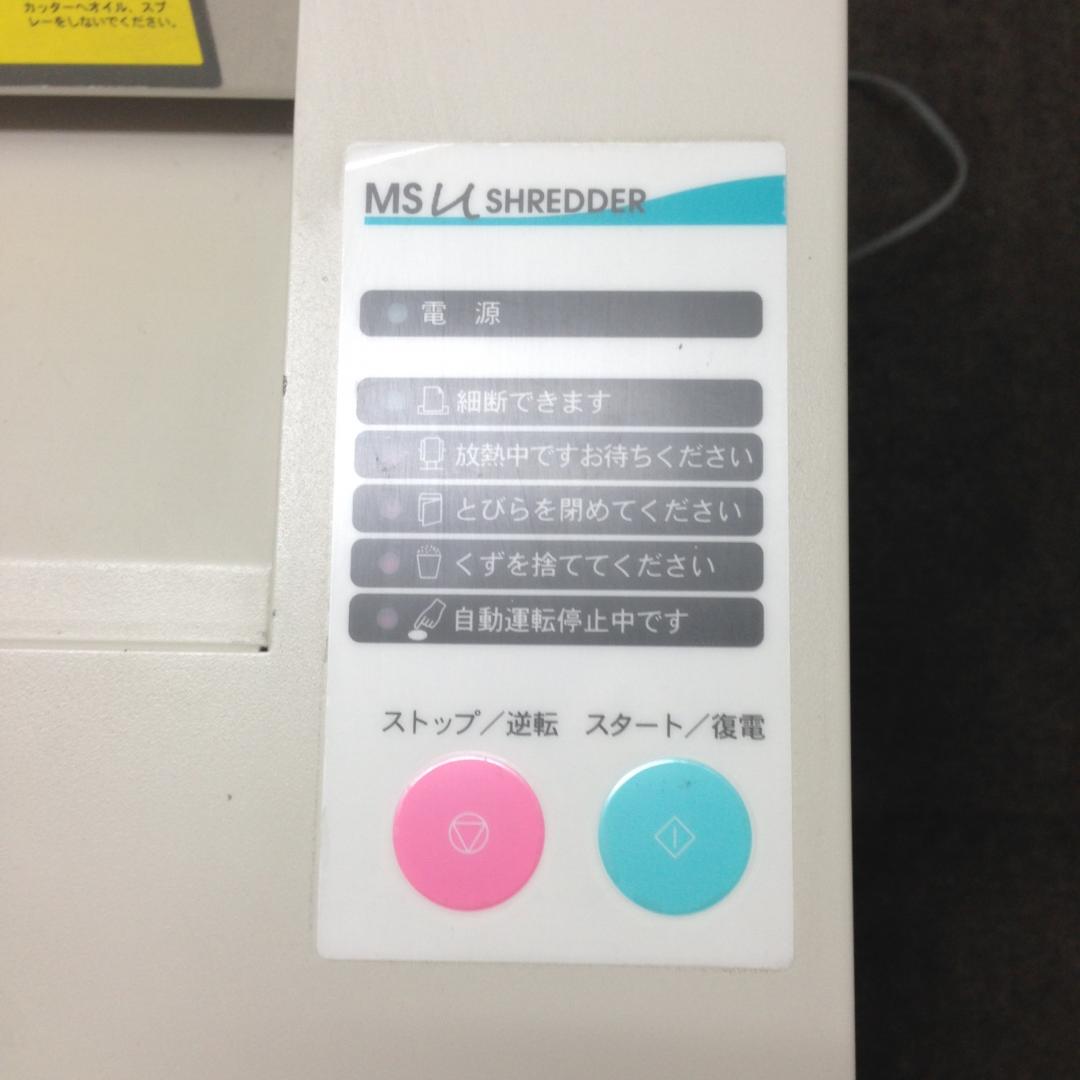 カッターへオイル、スプ
レーをしないでください。
MS u SHREDDER
電 源
細断できます
放熱中ですお待ちください
とびらを閉めてください
くずを捨ててください
自動運転停止中です
ストップ／逆転 スタート／復電